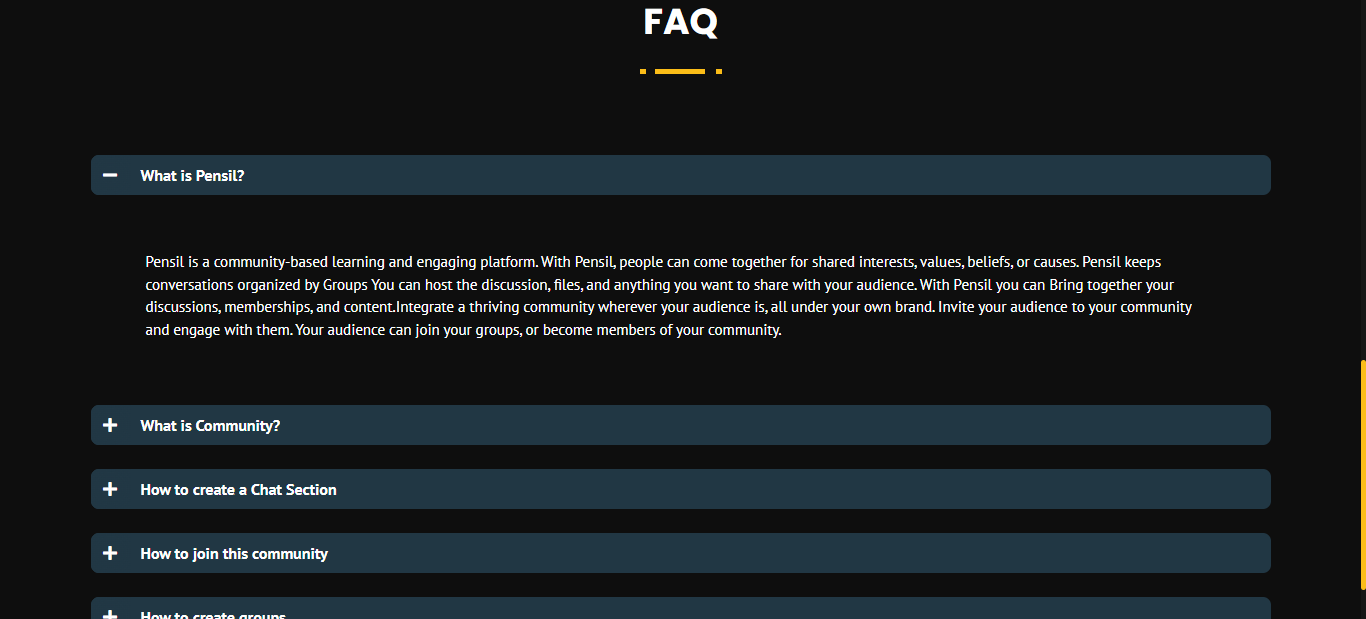 FAQ
What is Pensil?
Pensil is a community-based learning and engaging platform. With Pensil, people can come together for shared interests, values, beliefs, or causes. Pensil keeps
conversations organized by Groups You can host the discussion, files, and anything you want to share with your audience. With Pensil you can Bring together your
discussions, memberships, and content.Integrate a thriving community wherever your audience is, all under your own brand. Invite your audience to your community
and engage with them. Your audience can join your groups, or become members of your community.
What is Community?
How to create a Chat Section
How to join this community
How to create groups